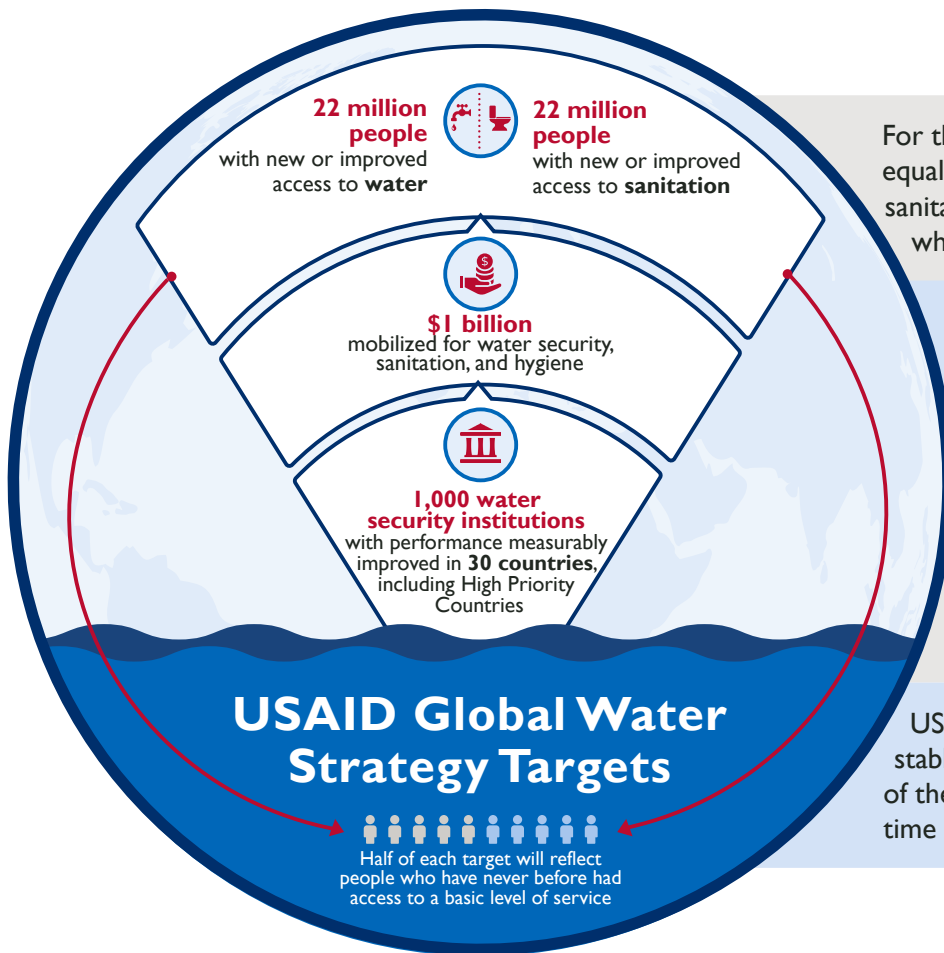 22 million
people
with new or improved
access to water
22 million
people
with new or improved
access to sanitation
$
$1 billion
mobilized for water security,
sanitation, and hygiene
1,000 water
security institutions
with performance measurably
improved in 30 countries,
including High Priority
Countries
USAID Global Water
Strategy Targets
Half of each target will reflect
people who have never before had
access to a basic level of service
For th
equal
sanita
wh
US
stabl
of the
time